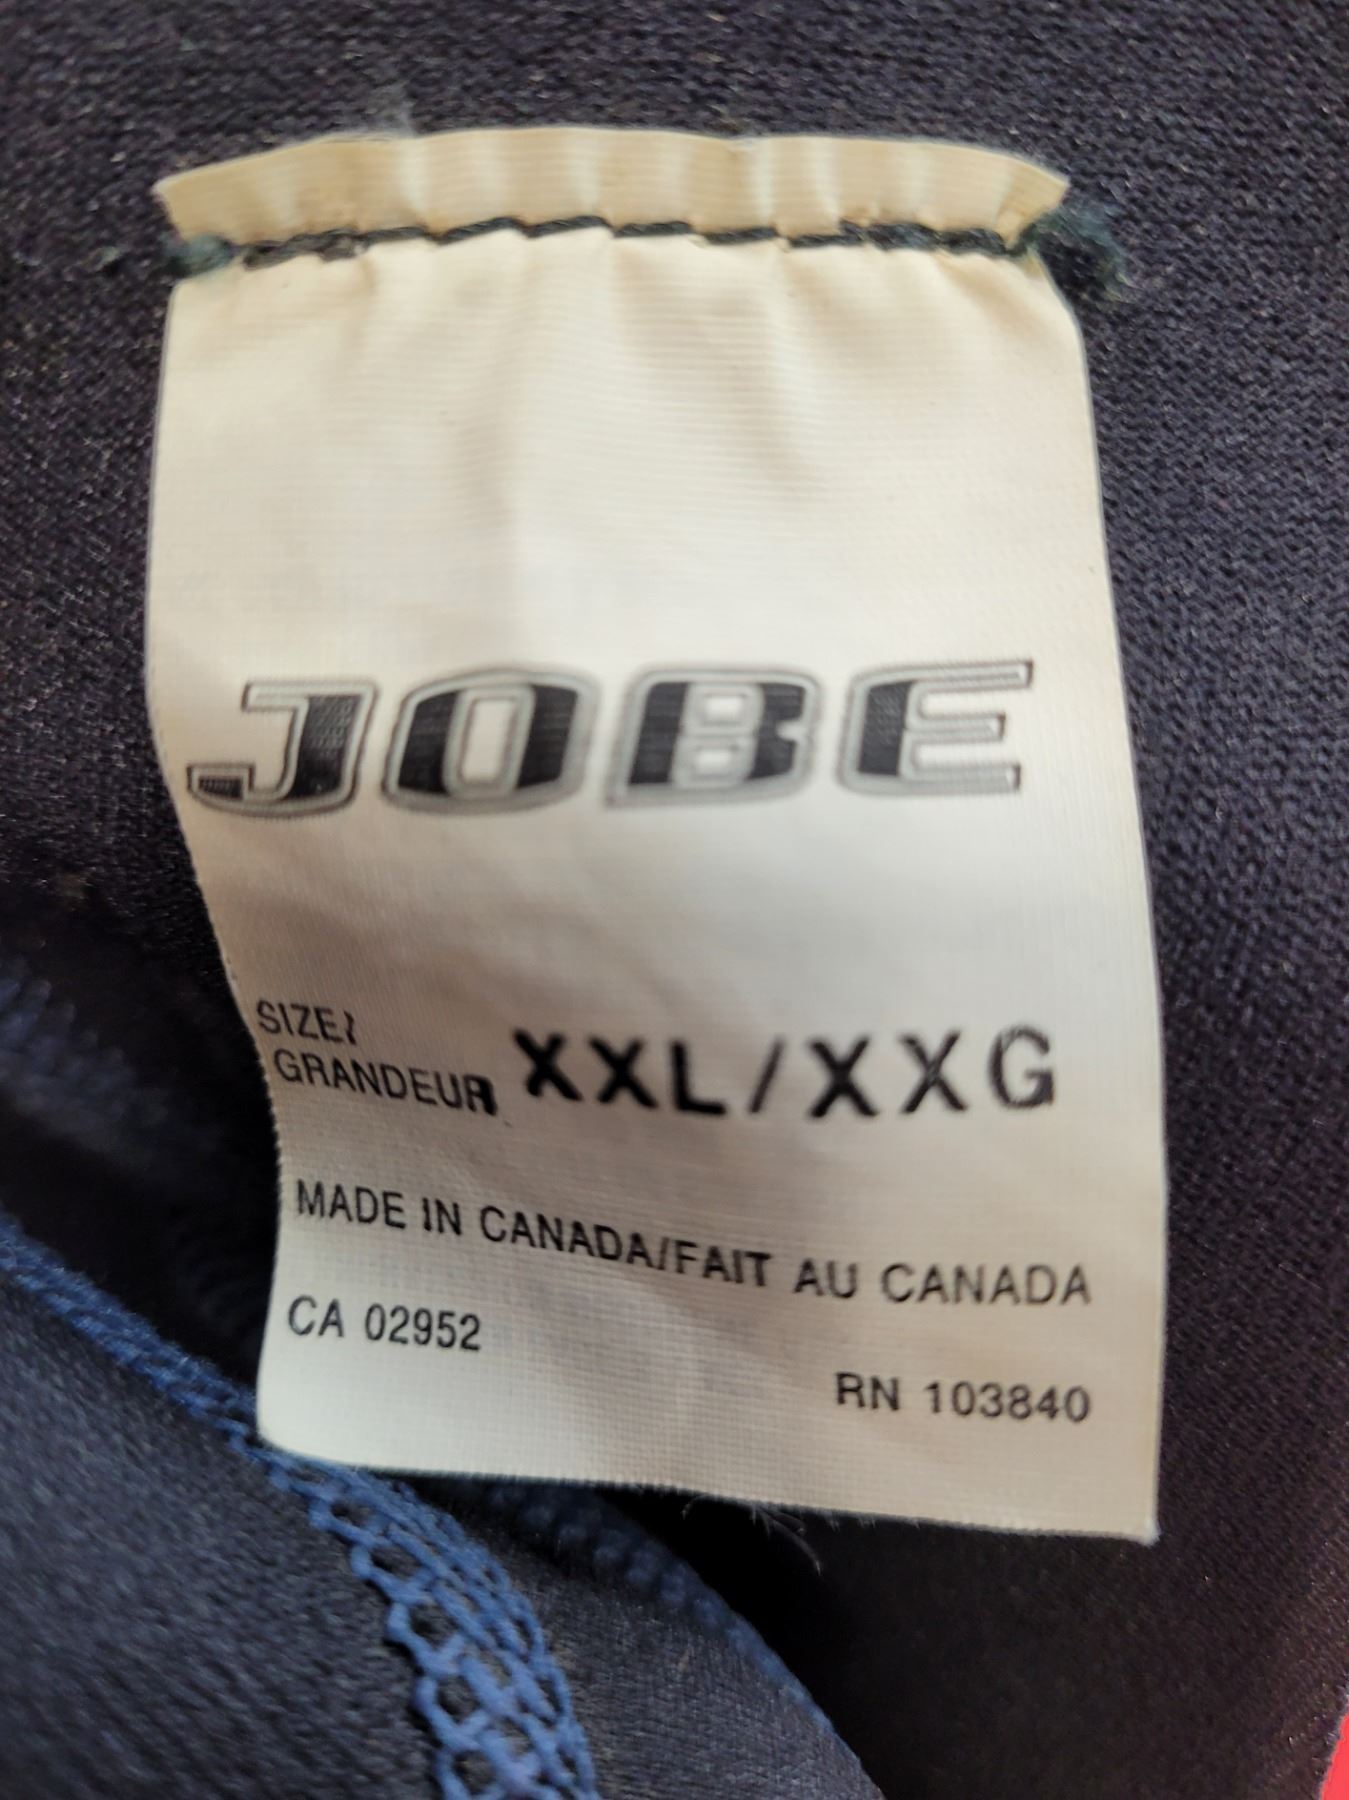 JOBE
SIZE/
GRANDEUR XXL/XXG
MADE IN CANADA/FAIT AU CANADA
CA 02952
RN 103840